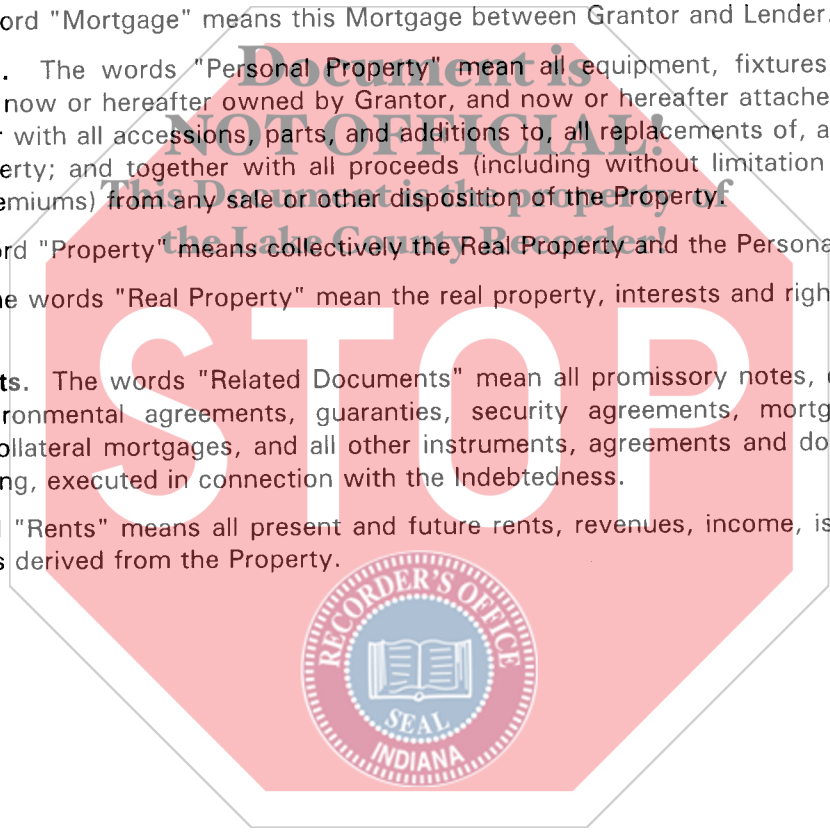 ord "Mortgage" means this Mortgage between Grantor and Lender.
Document is
. The words "Personal Property" mean all equipment, fixtures
now or hereafter owned by Grantor, and now or hereafter attache
NOT OFFICIAL!
with all accessions, parts, and additions to, all replacements of, a
erty; and together with all proceeds (including without limitation
This Document is the property of
emiums) from any sale or other disposition of the Property.
the Lake County Recorder!
rd "Property" means collectively the Real Property and the Persona
e words "Real Property" mean the real property, interests and righ
STOP
ts. The words "Related Documents" mean all promissory notes,
ronmental agreements, guaranties, security agreements, mortg
ollateral mortgages, and all other instruments, agreements and do
ng, executed in connection with the Indebtedness.
"Rents" means all present and future rents, revenues, income, is
s derived from the Property.
RECORDER'S OFFICE
SEAL
INDIANA